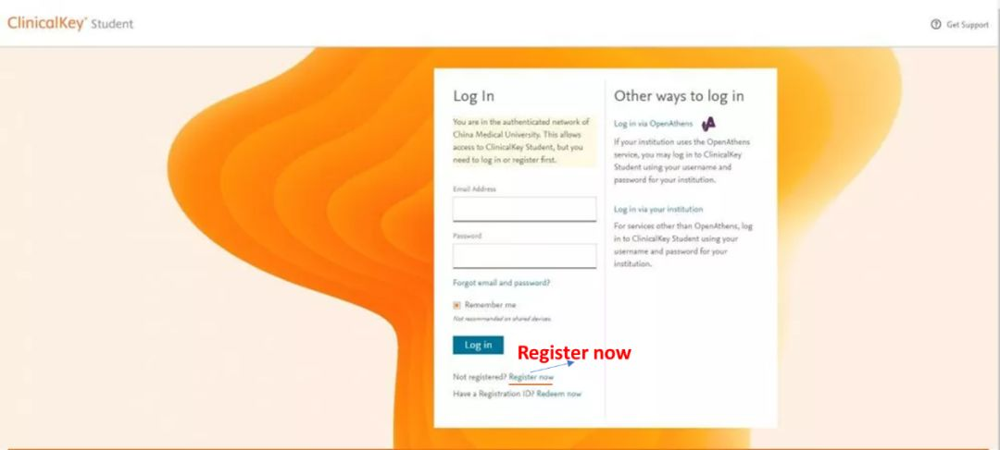 ClinicalKey® Student
Get Support
Log In
You are in the authenticated network of
China Medical University. This allows
access to ClinicalKey Student, but you
need to log in or register first.
Email Address
Password
Forgot email and password?
Remember me
Not recommended on shared devices.
Log in
Register now
Not registered? Register now
Have a Registration ID? Redeem now
Other ways to log in
Log in via OpenAthens
If your institution uses the OpenAthens
service, you may log in to ClinicalKey
Student using your username and
password for your institution.
Log in via your institution
For services other than OpenAthens, log
in to ClinicalKey Student using your
username and password for your
institution.